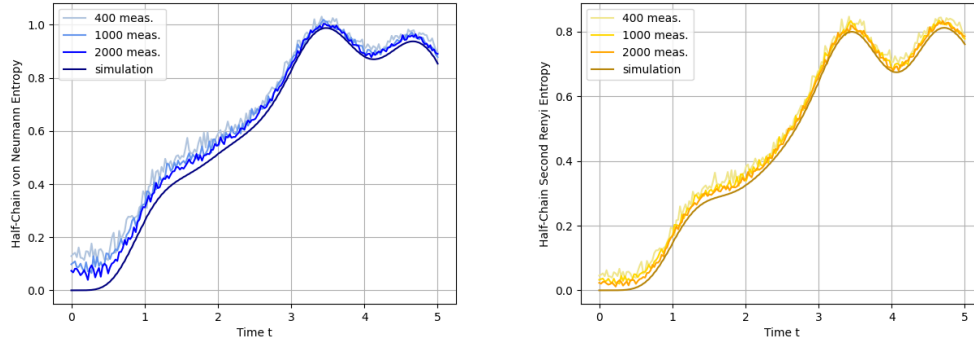 400 meas.
1000 meas.
2000 meas.
simulation
Half-Chain von Neumann Entropy
1.0
0.8
0.6
0.4
0.2
0.0
0 1 2 3 4 5
Time t
400 meas.
1000 meas.
2000 meas.
simulation
Half-Chain Second Renyi Entropy
0.8
0.6
0.4
0.2
0.0
0 1 2 3 4 5
Time t